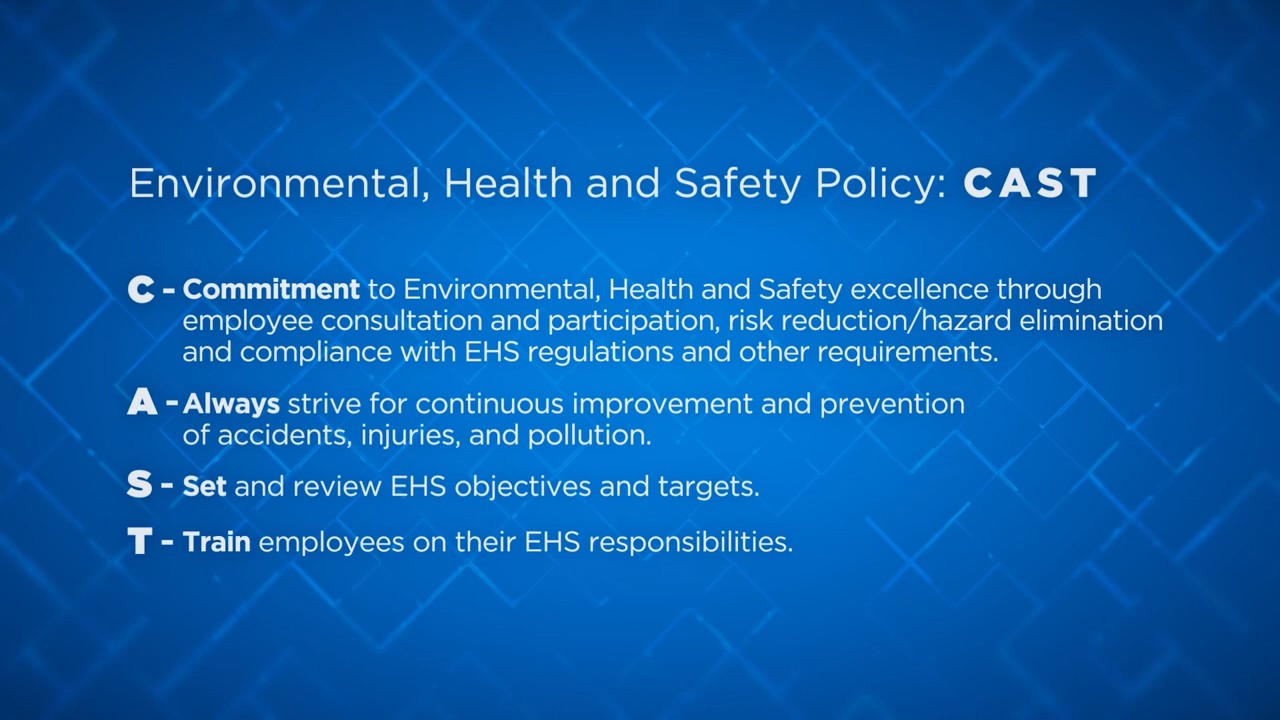 Environmental, Health and Safety Policy: CAST
C - Commitment to Environmental, Health and Safety excellence through
employee consultation and participation, risk reduction/hazard elimination
and compliance with EHS regulations and other requirements.
A - Always strive for continuous improvement and prevention
of accidents, injuries, and pollution.
S - Set and review EHS objectives and targets.
T - Train employees on their EHS responsibilities.